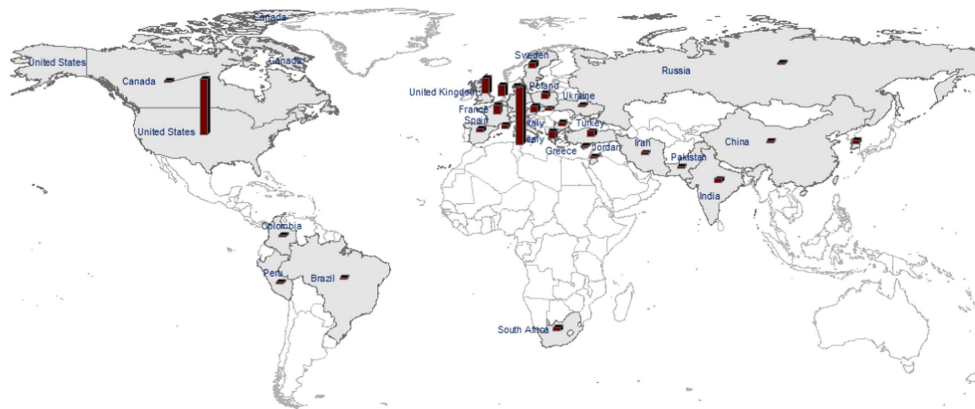 Canada
Canada
Sweden
United States
Russia
Canada
Poland
United Kingdom
Ukraine
France
Spain
Italy
Turkey
United States
Italy
Iran
China
Greece
Jordan
Pakistan
India
Colombia
Peru
Brazil
South Africa